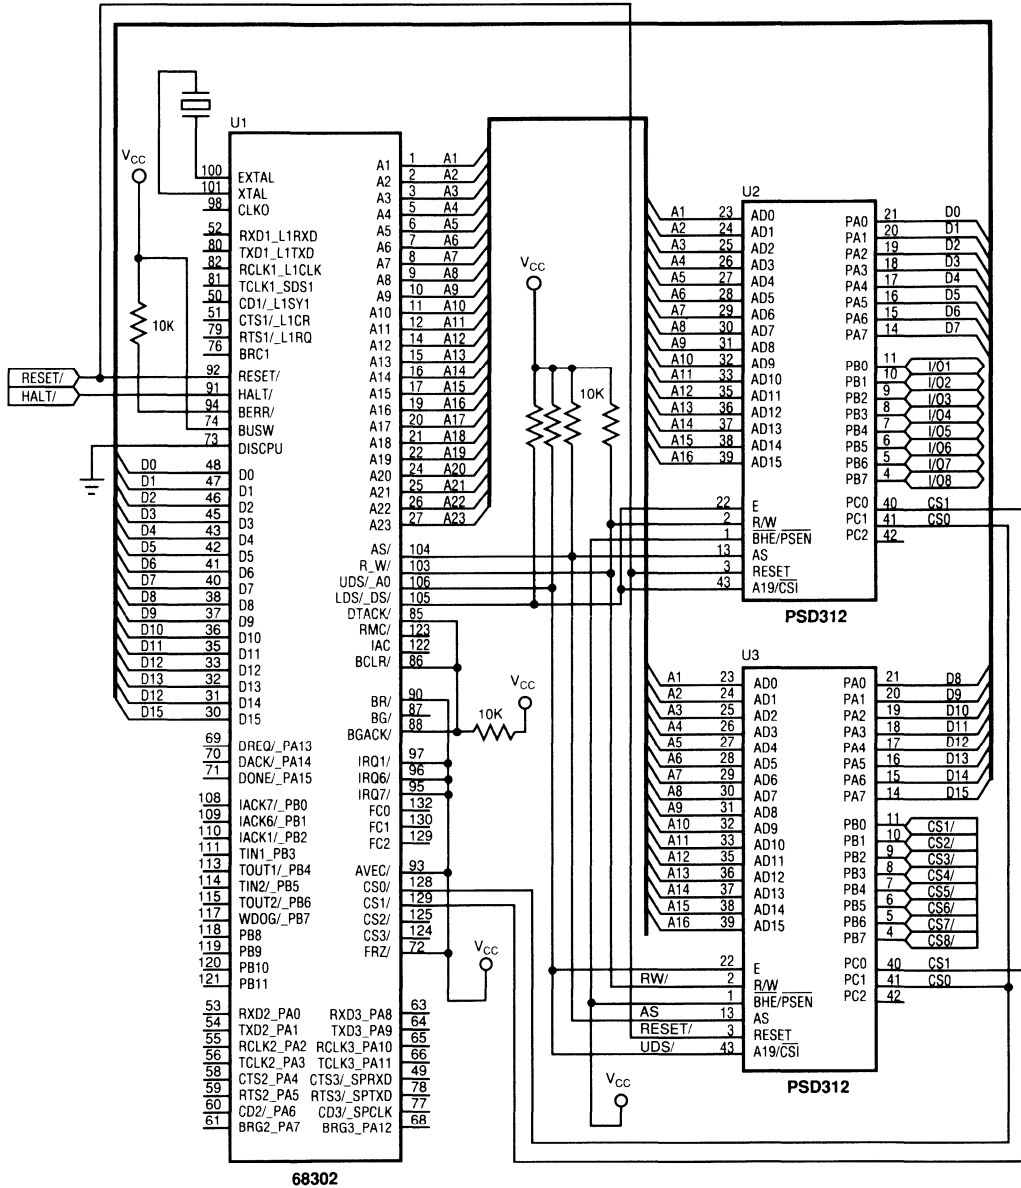 U1
VCC
100 EXTAL
101 XTAL
98 CLKO
52 RXD1_L1RXD
80 TXD1_L1TXD
82 RCLK1_L1CLK
81 TCLK1_SDS1
50 CD1/_L1SY1
51 CTS1/_L1CR
79 RTS1/_L1RQ
76 BRC1
10K
RESET/ 92 RESET/
HALT/ 91 HALT/
94 BERR/
74 BUSW
73 DISCPU
D0 48 D0
D1 47 D1
D2 46 D2
D3 45 D3
D4 43 D4
D5 42 D5
D6 41 D6
D7 40 D7
D8 38 D8
D9 37 D9
D10 36 D10
D11 35 D11
D12 33 D12
D13 32 D13
D12 31 D14
D15 30 D15
69 DREQ/_PA13
70 DACK/_PA14
71 DONE/_PA15
108 IACK7/_PB0
109 IACK6/_PB1
110 IACK1/_PB2
111 TIN1_PB3
113 TOUT1/_PB4
114 TIN2/_PB5
115 TOUT2/_PB6
117 WDOG/_PB7
118 PB8
119 PB9
120 PB10
121 PB11
53 RXD2_PA0
54 TXD2_PA1
55 RCLK2_PA2
56 TCLK2_PA3
58 CTS2_PA4
59 RTS2_PA5
60 CD2/_PA6
61 BRG2_PA7
A1 1 A1
A2 2 A2
A3 3 A3
A4 5 A4
A5 6 A5
A6 7 A6
A7 8 A7
A8 9 A8
A9 10 A9
A10 11 A10
A11 12 A11
A12 14 A12
A13 15 A13
A14 16 A14
A15 17 A15
A16 19 A16
A17 20 A17
A18 21 A18
A19 22 A19
A20 24 A20
A21 25 A21
A22 26 A22
A23 27 A23
AS/ 104
R_W/ 103
UDS/_A0 106
LDS/_DS/ 105
DTACK/ 85
RMC/ 123
IAC 122
BCLR/ 86
BR/ 90
BG/ 87
BGACK/ 88
IRQ1/ 97
IRQ6/ 96
IRQ7/ 95
FC0 132
FC1 130
FC2 129
AVEC/ 93
CS0/ 128
CS1/ 129
CS2/ 125
CS3/ 124
FRZ/ 72
RXD3_PA8 63
TXD3_PA9 64
RCLK3_PA10 65
TCLK3_PA11 66
CTS3/_SPRXD 49
RTS3/_SPTXD 78
CD3/_SPCLK 77
BRG3_PA12 68
68302
VCC
10K
VCC
10K
VCC
VCC
U2
A1 23 AD0
A2 24 AD1
A3 25 AD2
A4 26 AD3
A5 27 AD4
A6 28 AD5
A7 29 AD6
A8 30 AD7
A9 31 AD8
A10 32 AD9
A11 33 AD10
A12 35 AD11
A13 36 AD12
A14 37 AD13
A15 38 AD14
A16 39 AD15
22 E
2 R/W
1 BHE/PSEN
13 AS
3 RESET
43 A19/CSI
PA0 21 D0
PA1 20 D1
PA2 19 D2
PA3 18 D3
PA4 17 D4
PA5 16 D5
PA6 15 D6
PA7 14 D7
PB0 11 I/O1
PB1 10 I/O2
PB2 9 I/O3
PB3 8 I/O4
PB4 7 I/O5
PB5 6 I/O6
PB6 5 I/O7
PB7 4 I/O8
PC0 40 CS1
PC1 41 CS0
PC2 42
PSD312
U3
A1 23 AD0
A2 24 AD1
A3 25 AD2
A4 26 AD3
A5 27 AD4
A6 28 AD5
A7 29 AD6
A8 30 AD7
A9 31 AD8
A10 32 AD9
A11 33 AD10
A12 35 AD11
A13 36 AD12
A14 37 AD13
A15 38 AD14
A16 39 AD15
22 E
RW/ 2 R/W
1 BHE/PSEN
AS 13 AS
RESET/ 3 RESET
UDS/ 43 A19/CSI
PA0 21 D8
PA1 20 D9
PA2 19 D10
PA3 18 D11
PA4 17 D12
PA5 16 D13
PA6 15 D14
PA7 14 D15
PB0 11 CS1/
PB1 10 CS2/
PB2 9 CS3/
PB3 8 CS4/
PB4 7 CS5/
PB5 6 CS6/
PB6 5 CS7/
PB7 4 CS8/
PC0 40 CS1
PC1 41 CS0
PC2 42
PSD312